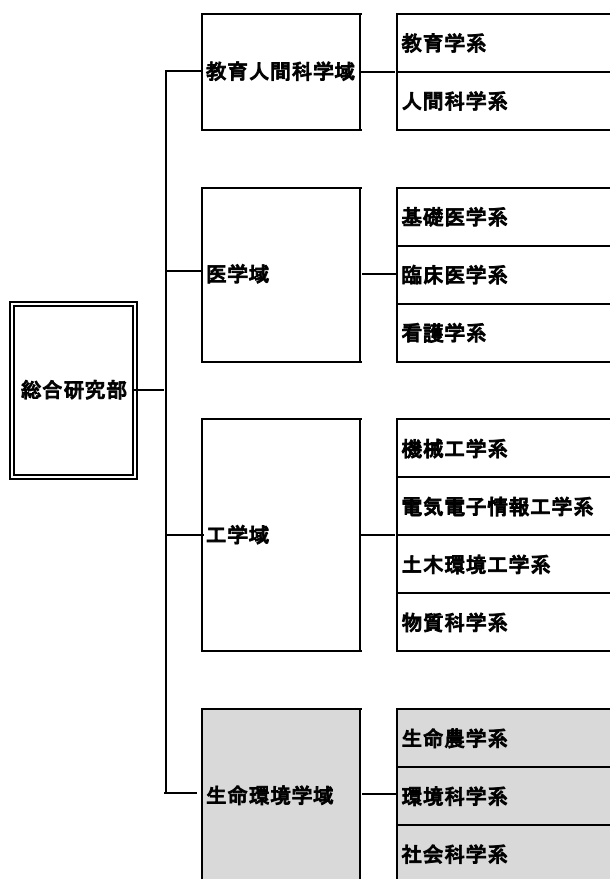 総合研究部
教育人間科学域
教育学系
人間科学系
医学域
基礎医学系
臨床医学系
看護学系
工学域
機械工学系
電気電子情報工学系
土木環境工学系
物質科学系
生命環境学域
生命農学系
環境科学系
社会科学系